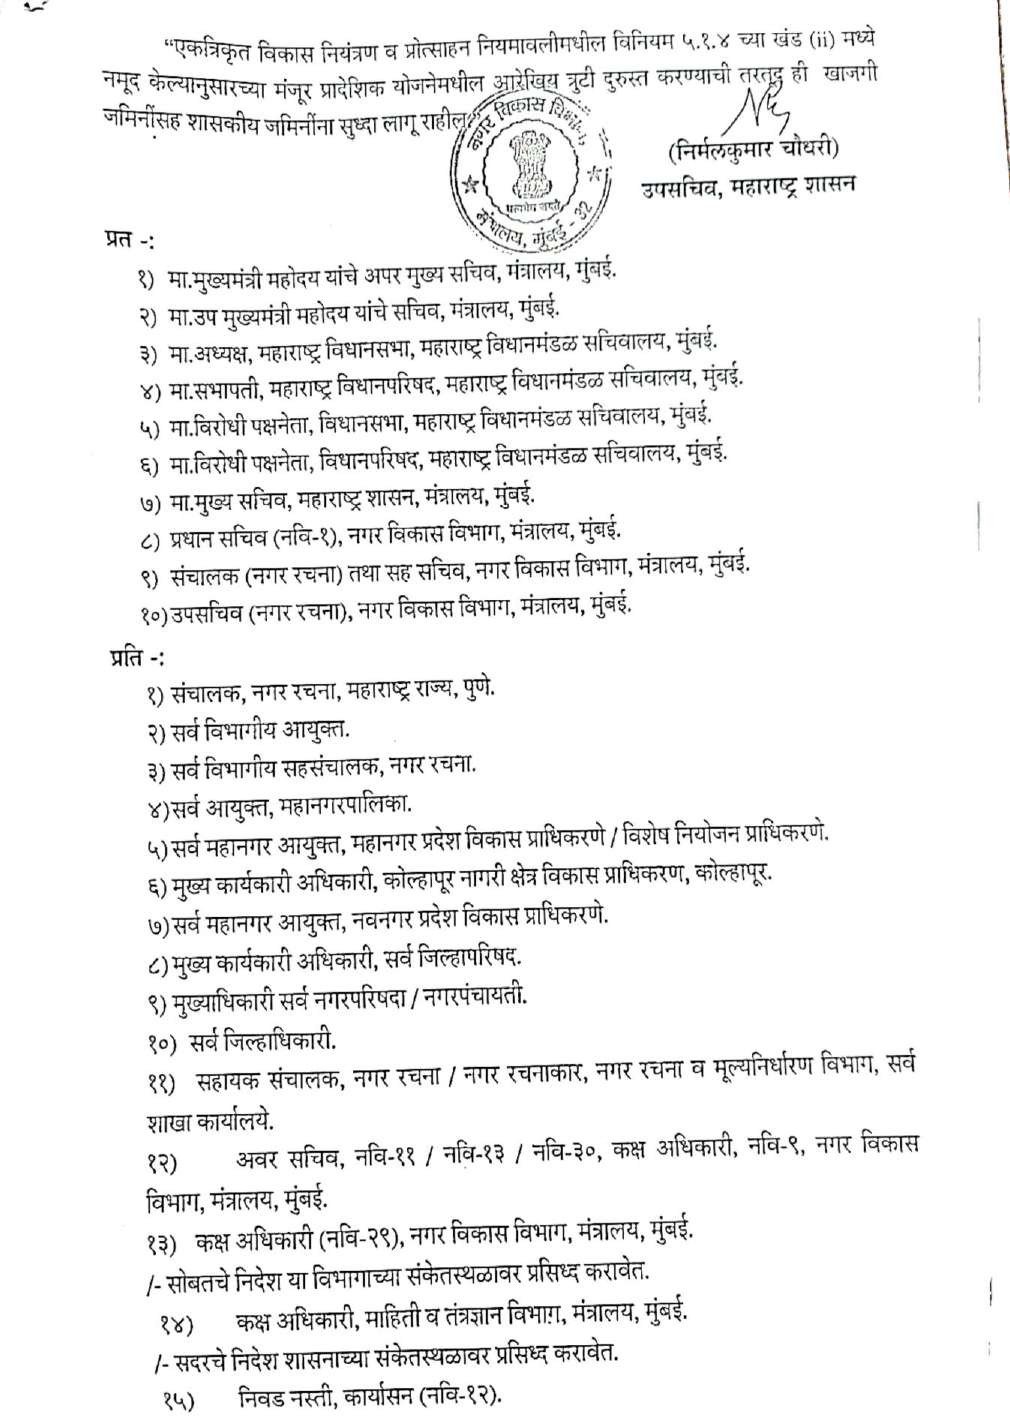 “एकत्रिकृत विकास नियंत्रण व प्रोत्साहन नियमावलीमधील विनियम ५.१.४ च्या खंड (ii) मध्ये
नमूद केल्यानुसारच्या मंजूर प्रादेशिक योजनेमधील आरेखिय त्रुटी दुरुस्त करण्याची तरतूद ही खाजगी
जमिनींसह शासकीय जमिनींना सुध्दा लागू राहील
नगर विकास विभाग
मंत्रालय, मुंबई - 32
(निर्मलकुमार चौधरी)
उपसचिव, महाराष्ट्र शासन
प्रत -:
१) मा.मुख्यमंत्री महोदय यांचे अपर मुख्य सचिव, मंत्रालय, मुंबई.
२) मा.उप मुख्यमंत्री महोदय यांचे सचिव, मंत्रालय, मुंबई.
३) मा.अध्यक्ष, महाराष्ट्र विधानसभा, महाराष्ट्र विधानमंडळ सचिवालय, मुंबई.
४) मा.सभापती, महाराष्ट्र विधानपरिषद, महाराष्ट्र विधानमंडळ सचिवालय, मुंबई.
५) मा.विरोधी पक्षनेता, विधानसभा, महाराष्ट्र विधानमंडळ सचिवालय, मुंबई.
६) मा.विरोधी पक्षनेता, विधानपरिषद, महाराष्ट्र विधानमंडळ सचिवालय, मुंबई.
७) मा.मुख्य सचिव, महाराष्ट्र शासन, मंत्रालय, मुंबई.
८) प्रधान सचिव (नवि-१), नगर विकास विभाग, मंत्रालय, मुंबई.
९) संचालक (नगर रचना) तथा सह सचिव, नगर विकास विभाग, मंत्रालय, मुंबई.
१०) उपसचिव (नगर रचना), नगर विकास विभाग, मंत्रालय, मुंबई.
प्रति -:
१) संचालक, नगर रचना, महाराष्ट्र राज्य, पुणे.
२) सर्व विभागीय आयुक्त.
३) सर्व विभागीय सहसंचालक, नगर रचना.
४) सर्व आयुक्त, महानगरपालिका.
५) सर्व महानगर आयुक्त, महानगर प्रदेश विकास प्राधिकरणे / विशेष नियोजन प्राधिकरणे.
६) मुख्य कार्यकारी अधिकारी, कोल्हापूर नागरी क्षेत्र विकास प्राधिकरण, कोल्हापूर.
७) सर्व महानगर आयुक्त, नवनगर प्रदेश विकास प्राधिकरणे.
८) मुख्य कार्यकारी अधिकारी, सर्व जिल्हापरिषद.
९) मुख्याधिकारी सर्व नगरपरिषदा / नगरपंचायती.
१०) सर्व जिल्हाधिकारी.
११) सहायक संचालक, नगर रचना / नगर रचनाकार, नगर रचना व मूल्यनिर्धारण विभाग, सर्व
शाखा कार्यालये.
१२) अवर सचिव, नवि-११ / नवि-१३ / नवि-३०, कक्ष अधिकारी, नवि-९, नगर विकास
विभाग, मंत्रालय, मुंबई.
१३) कक्ष अधिकारी (नवि-२९), नगर विकास विभाग, मंत्रालय, मुंबई.
/- सोबतचे निदेश या विभागाच्या संकेतस्थळावर प्रसिध्द करावेत.
१४) कक्ष अधिकारी, माहिती व तंत्रज्ञान विभाग, मंत्रालय, मुंबई.
/- सदरचे निदेश शासनाच्या संकेतस्थळावर प्रसिध्द करावेत.
१५) निवड नस्ती, कार्यासन (नवि-१२).